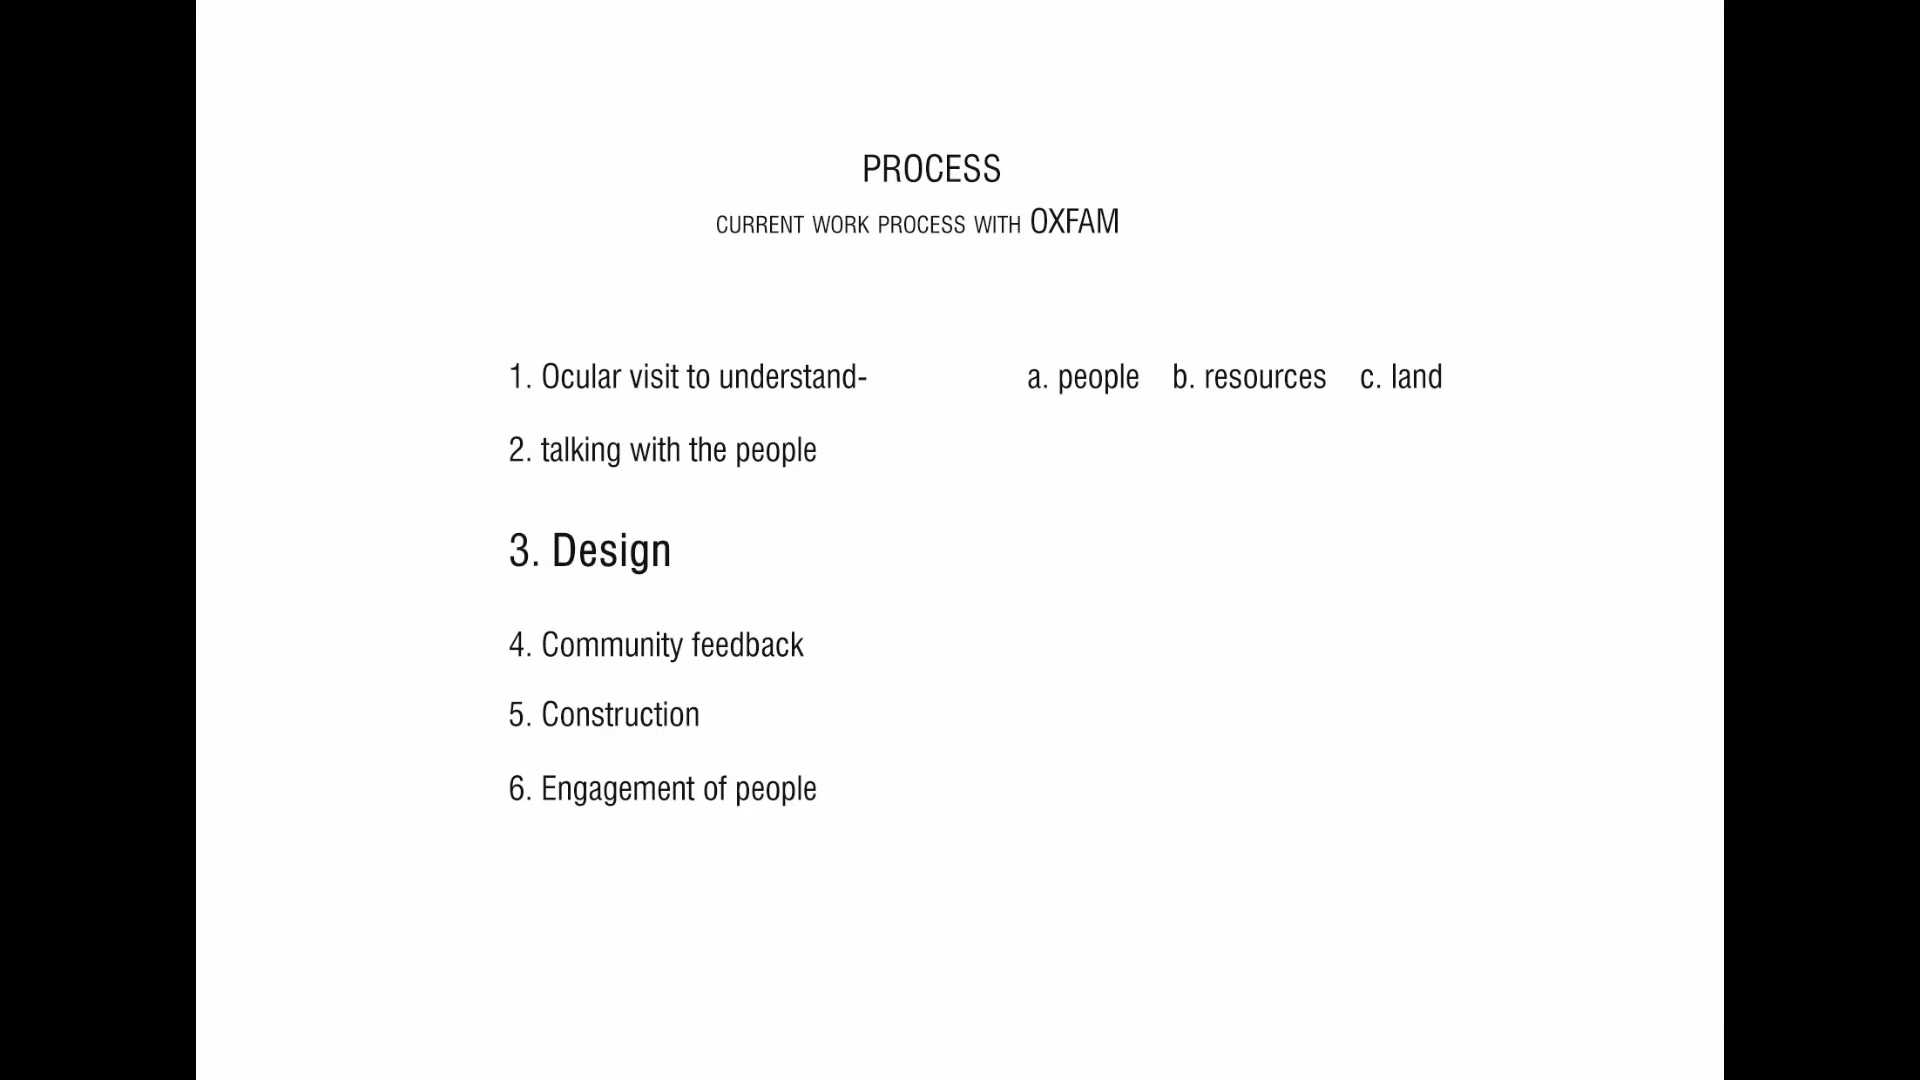 PROCESS
CURRENT WORK PROCESS WITH OXFAM
1. Ocular visit to understand- a. people b. resources c. land
2. talking with the people
3. Design
4. Community feedback
5. Construction
6. Engagement of people